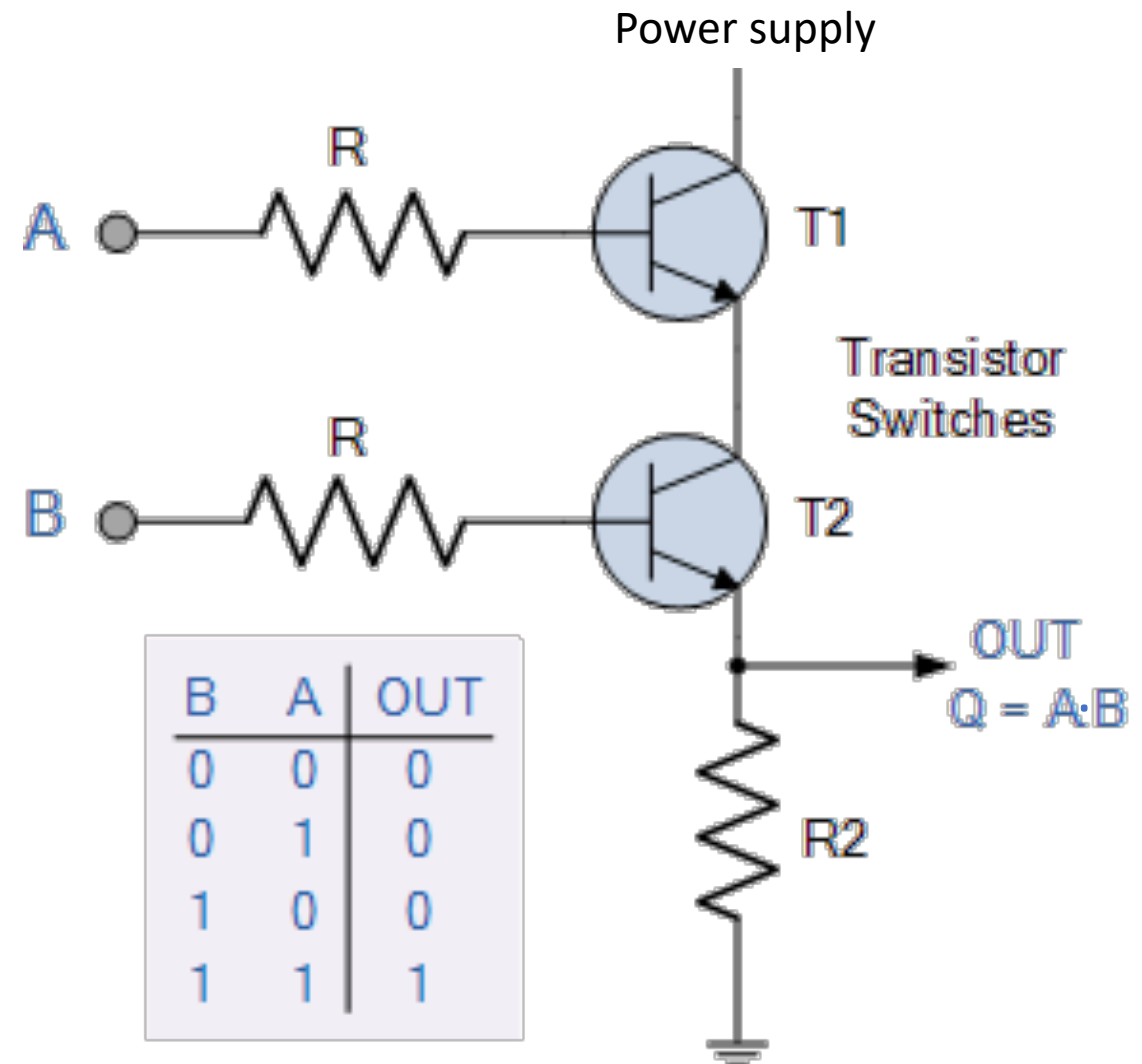 Power supply
R
A
T1
Transistor
Switches
R
B
T2
OUT
Q = A·B
B A OUT
0 0 0
0 1 0
1 0 0
1 1 1
R2